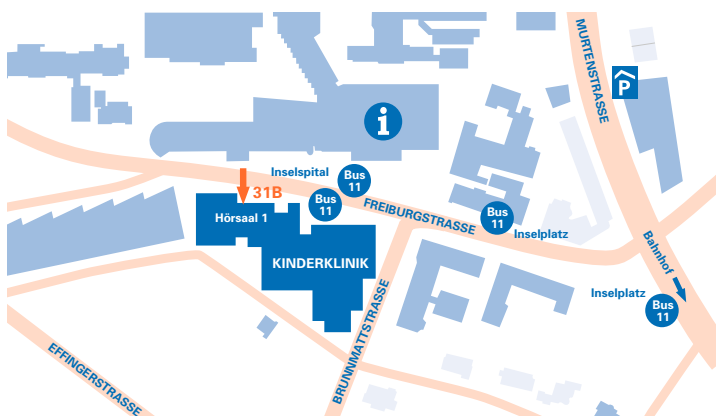 MURTENSTRASSE
P
i
Inselspital
Bus
11
31B
Bus
11
Hörsaal 1
FREIBURGSTRASSE
Bus
11
Inselplatz
Bahnhof
KINDERKLINIK
Inselplatz
Bus
11
BRUNNMATTSTRASSE
EFFINGERSTRASSE